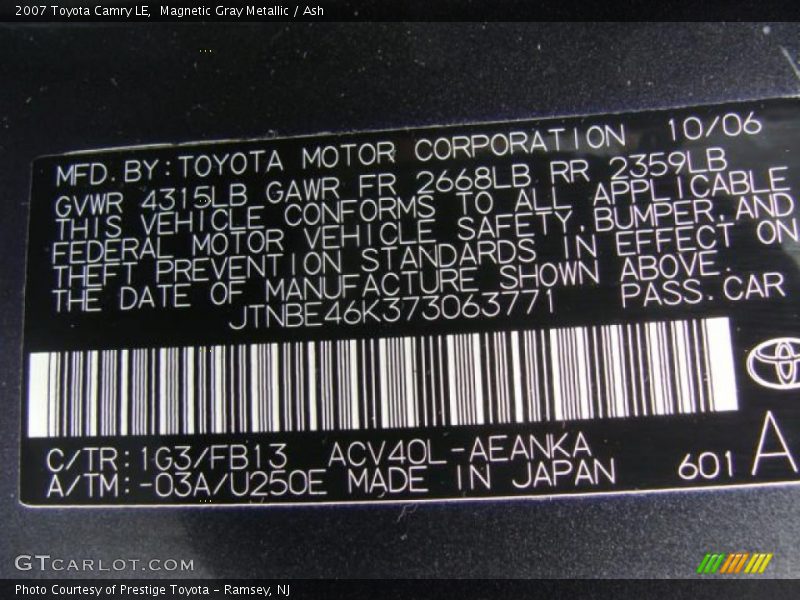 2007 Toyota Camry LE,  Magnetic Gray Metallic / Ash
MFD. BY: TOYOTA MOTOR CORPORATION 10/06
GVWR 4315LB GAWR FR 2668LB RR 2359LB
THIS VEHICLE CONFORMS TO ALL APPLICABLE
FEDERAL MOTOR VEHICLE SAFETY, BUMPER, AND
THEFT PREVENTION STANDARDS IN EFFECT ON
THE DATE OF MANUFACTURE SHOWN ABOVE.
JTNBE46K373063771 PASS. CAR
C/TR: 1G3/FB13 ACV40L-AEANKA
A/TM: -03A/U250E MADE IN JAPAN 601 A
GTCARLOT.COM
Photo Courtesy of Prestige Toyota - Ramsey, NJ